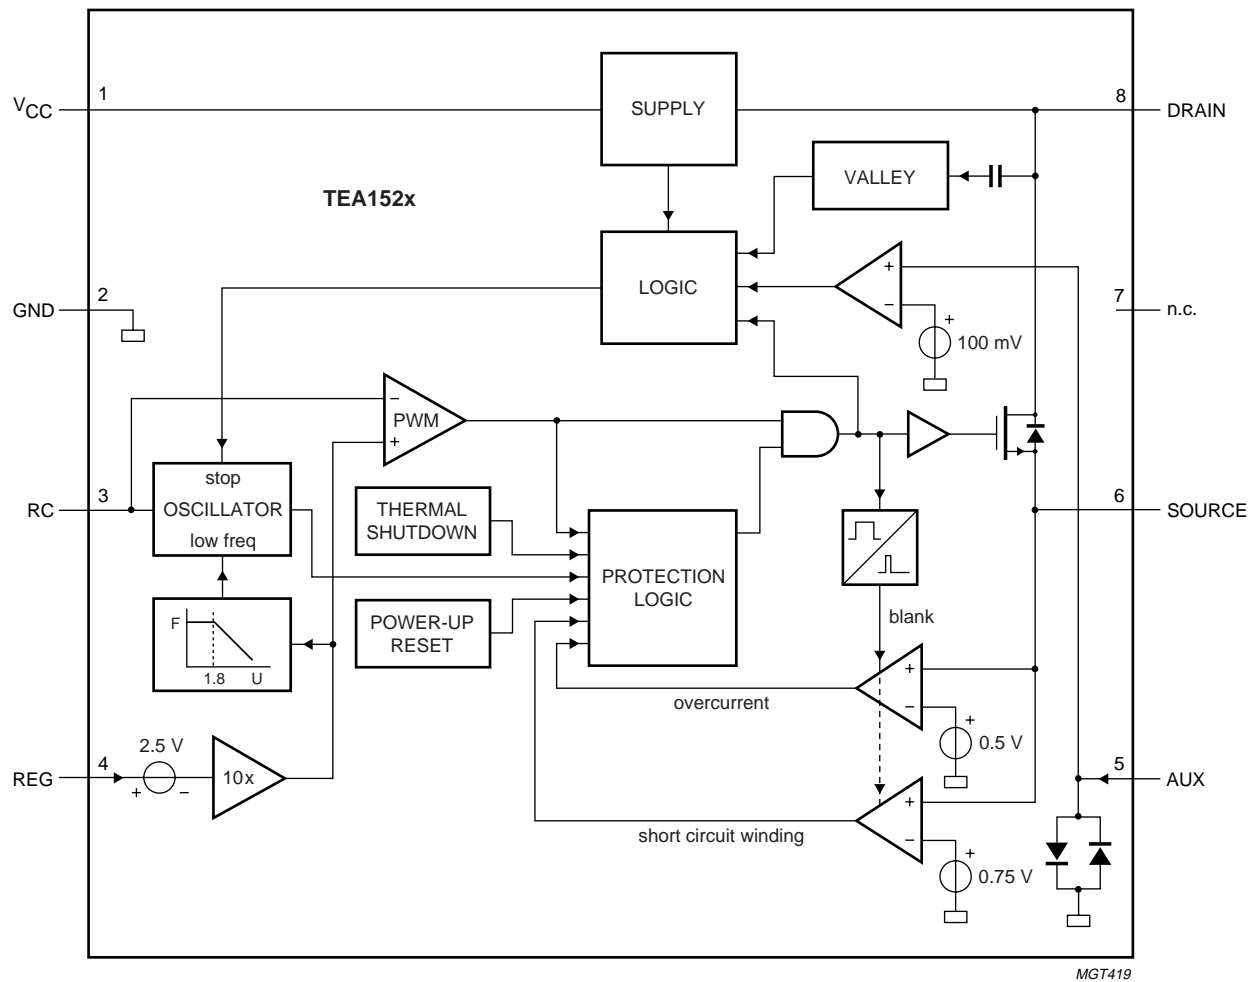 1
8
VCC
SUPPLY
DRAIN
VALLEY
TEA152x
LOGIC
+
−
2
7
GND
n.c.
+
100 mV
−
PWM
+
stop
3
6
RC
OSCILLATOR
SOURCE
low freq
THERMAL
SHUTDOWN
PROTECTION
LOGIC
POWER-UP
RESET
blank
F
1.8
U
+
−
overcurrent
+
0.5 V
2.5 V
4
5
REG
10x
AUX
+
−
+
−
short circuit winding
+
0.75 V
MGT419